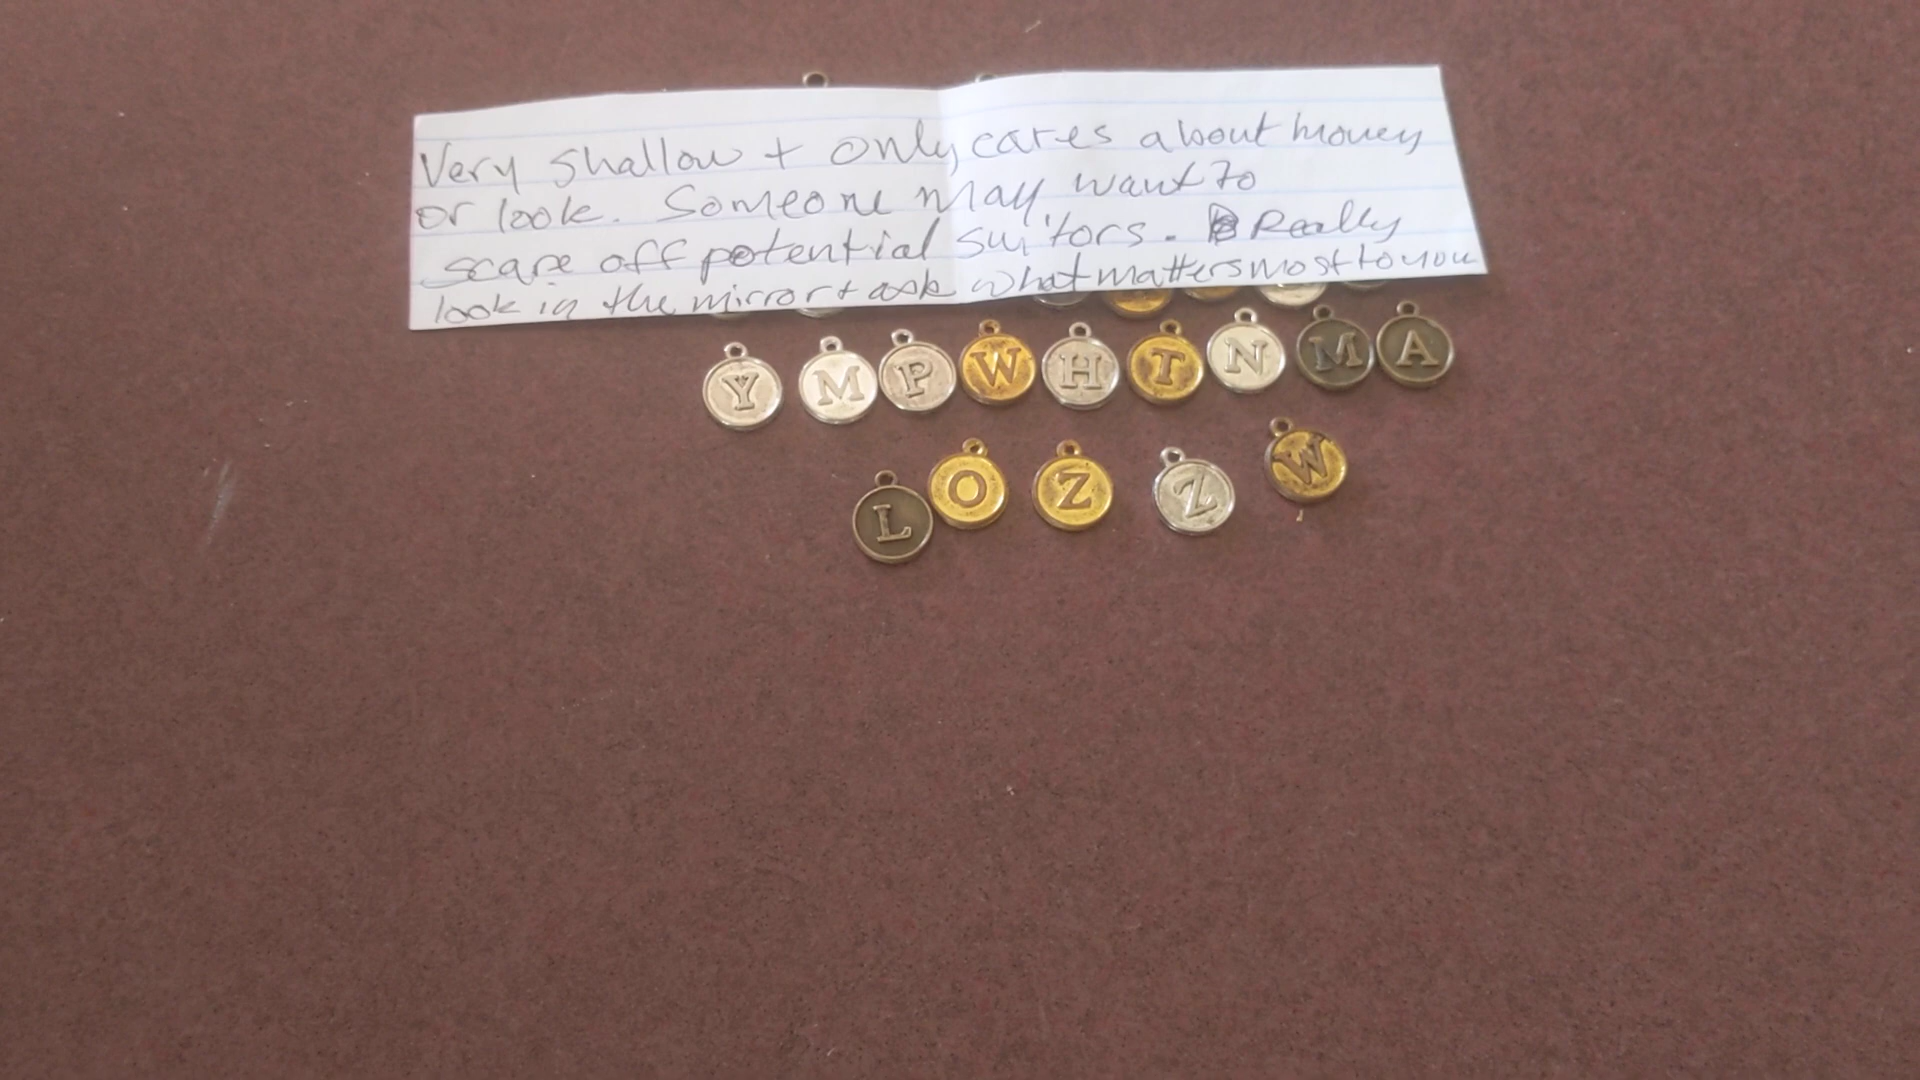 Very shallow + only cares about money
or look. Someone may want to
scare off potential suitors. Really
look in the mirror + ask what matters most to you
Y M P W H T N M A
L O Z Z W